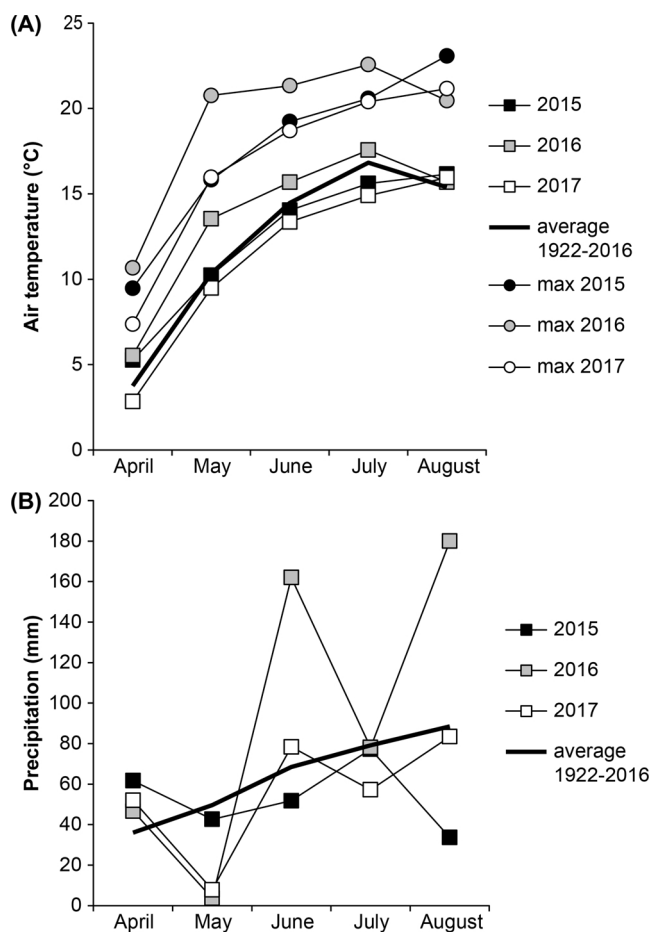 (A)
Air temperature (°C)
25
20
15
10
5
0
April May June July August
2015
2016
2017
average
1922-2016
max 2015
max 2016
max 2017
(B)
Precipitation (mm)
200
180
160
140
120
100
80
60
40
20
0
April May June July August
2015
2016
2017
average
1922-2016